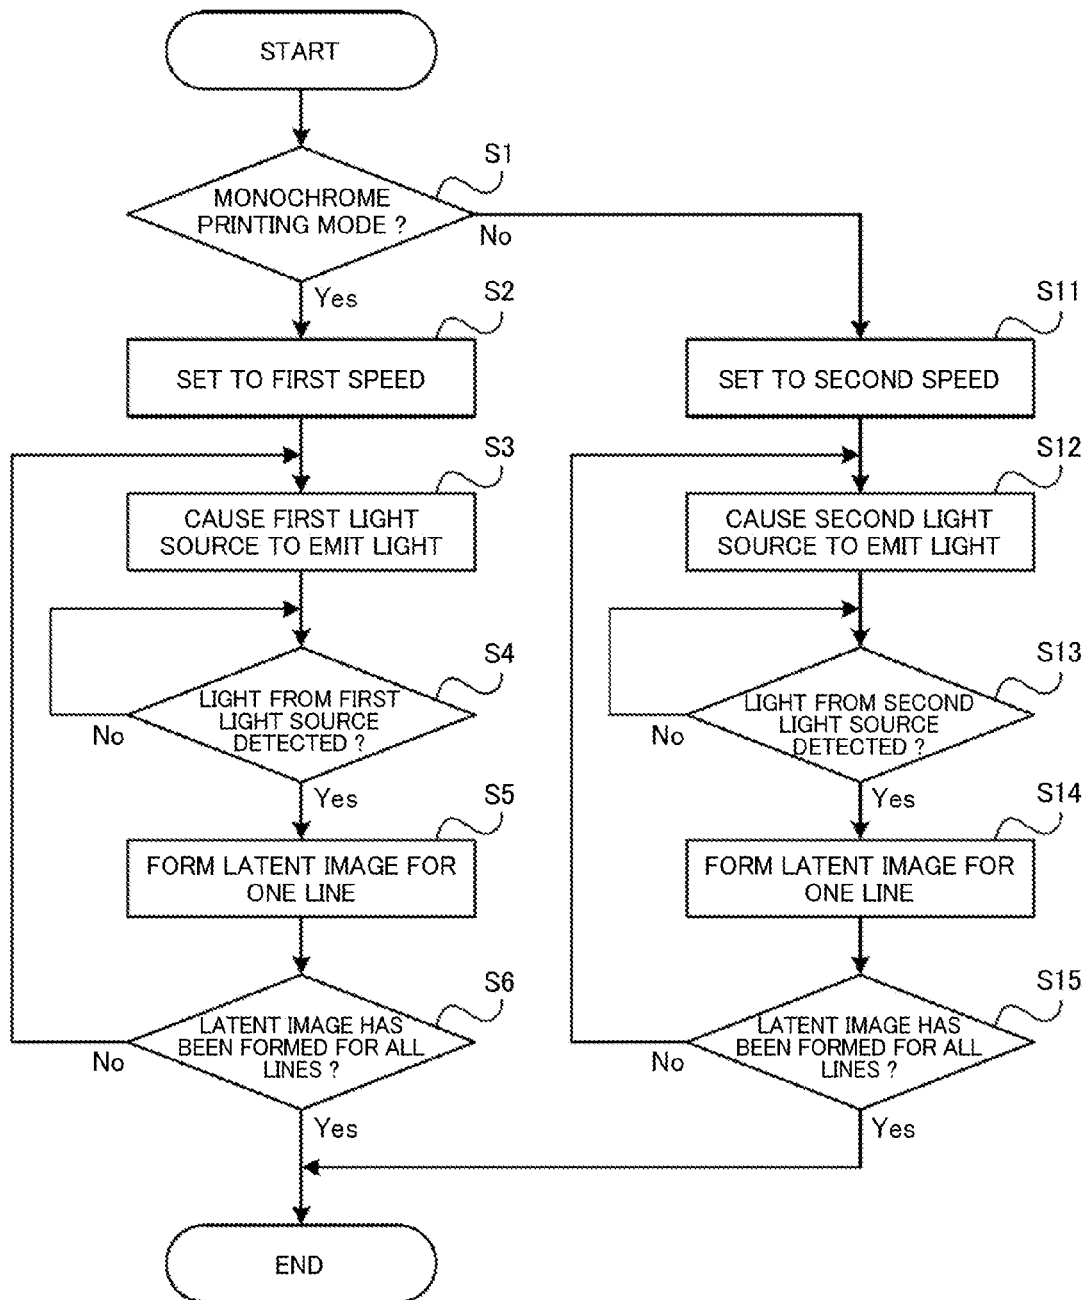 START
S1
MONOCHROME
PRINTING MODE ?
No
Yes
S2
SET TO FIRST SPEED
S11
SET TO SECOND SPEED
S3
CAUSE FIRST LIGHT
SOURCE TO EMIT LIGHT
S12
CAUSE SECOND LIGHT
SOURCE TO EMIT LIGHT
S4
LIGHT FROM FIRST
LIGHT SOURCE
DETECTED ?
No
Yes
S13
LIGHT FROM SECOND
LIGHT SOURCE
DETECTED ?
No
Yes
S5
FORM LATENT IMAGE FOR
ONE LINE
S14
FORM LATENT IMAGE FOR
ONE LINE
S6
LATENT IMAGE HAS
BEEN FORMED FOR ALL
LINES ?
No
Yes
S15
LATENT IMAGE HAS
BEEN FORMED FOR ALL
LINES ?
No
Yes
END